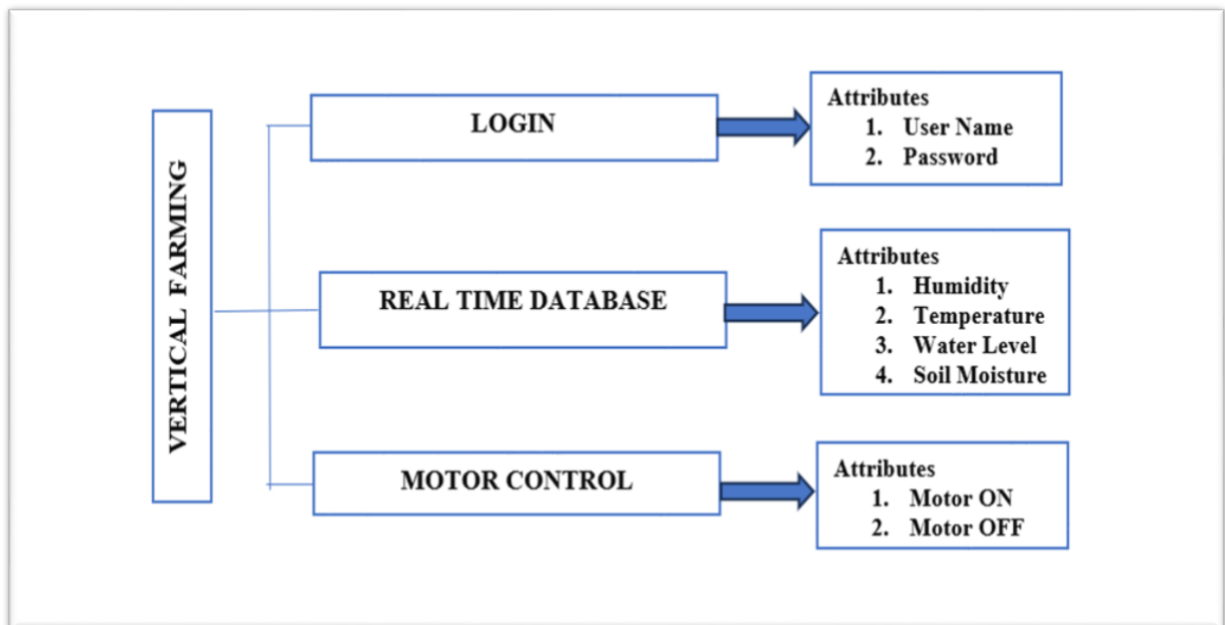 VERTICAL FARMING
LOGIN
Attributes
1. User Name
2. Password
REAL TIME DATABASE
Attributes
1. Humidity
2. Temperature
3. Water Level
4. Soil Moisture
MOTOR CONTROL
Attributes
1. Motor ON
2. Motor OFF